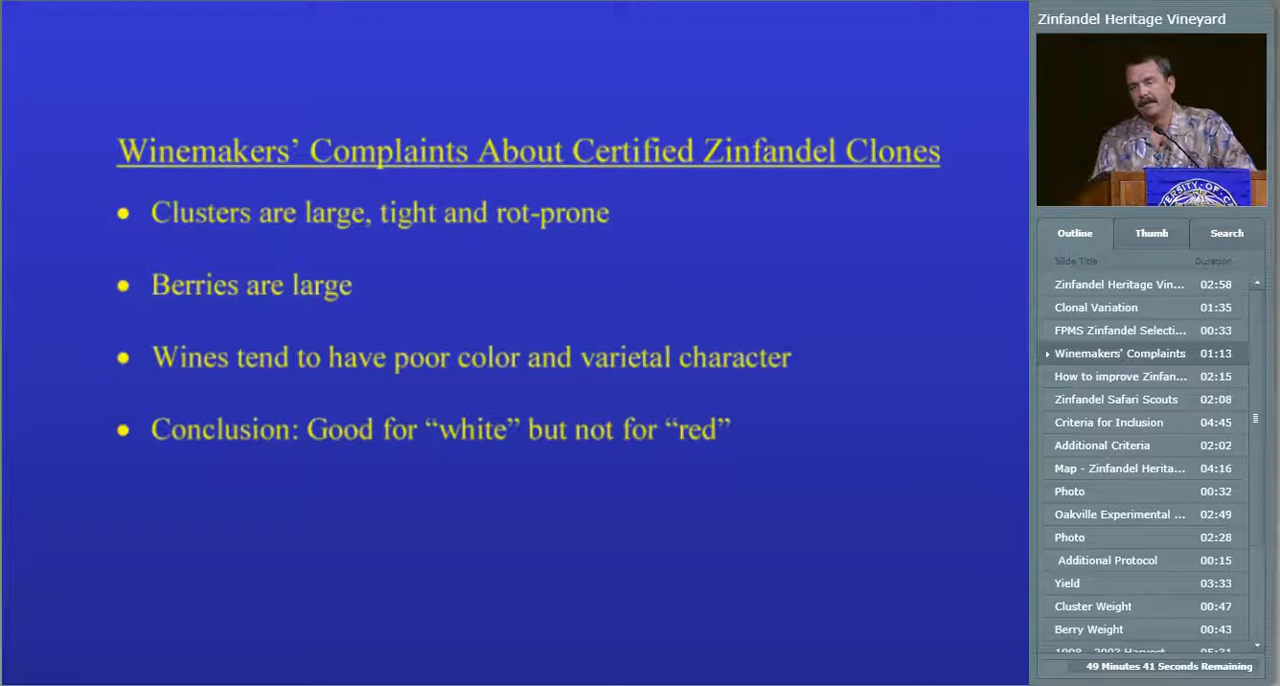 Winemakers' Complaints About Certified Zinfandel Clones
• Clusters are large, tight and rot-prone
• Berries are large
• Wines tend to have poor color and varietal character
• Conclusion: Good for “white” but not for “red”
Zinfandel Heritage Vineyard
Outline Thumb Search
Slide Title Duration
Zinfandel Heritage Vin... 02:58
Clonal Variation 01:35
FPMS Zinfandel Selecti... 00:33
Winemakers' Complaints 01:13
How to improve Zinfan... 02:15
Zinfandel Safari Scouts 02:08
Criteria for Inclusion 04:45
Additional Criteria 02:02
Map - Zinfandel Herita... 04:16
Photo 00:32
Oakville Experimental ... 02:49
Photo 02:28
Additional Protocol 00:15
Yield 03:33
Cluster Weight 00:47
Berry Weight 00:43
1998 - 2003 Harvest 05:31
49 Minutes 41 Seconds Remaining